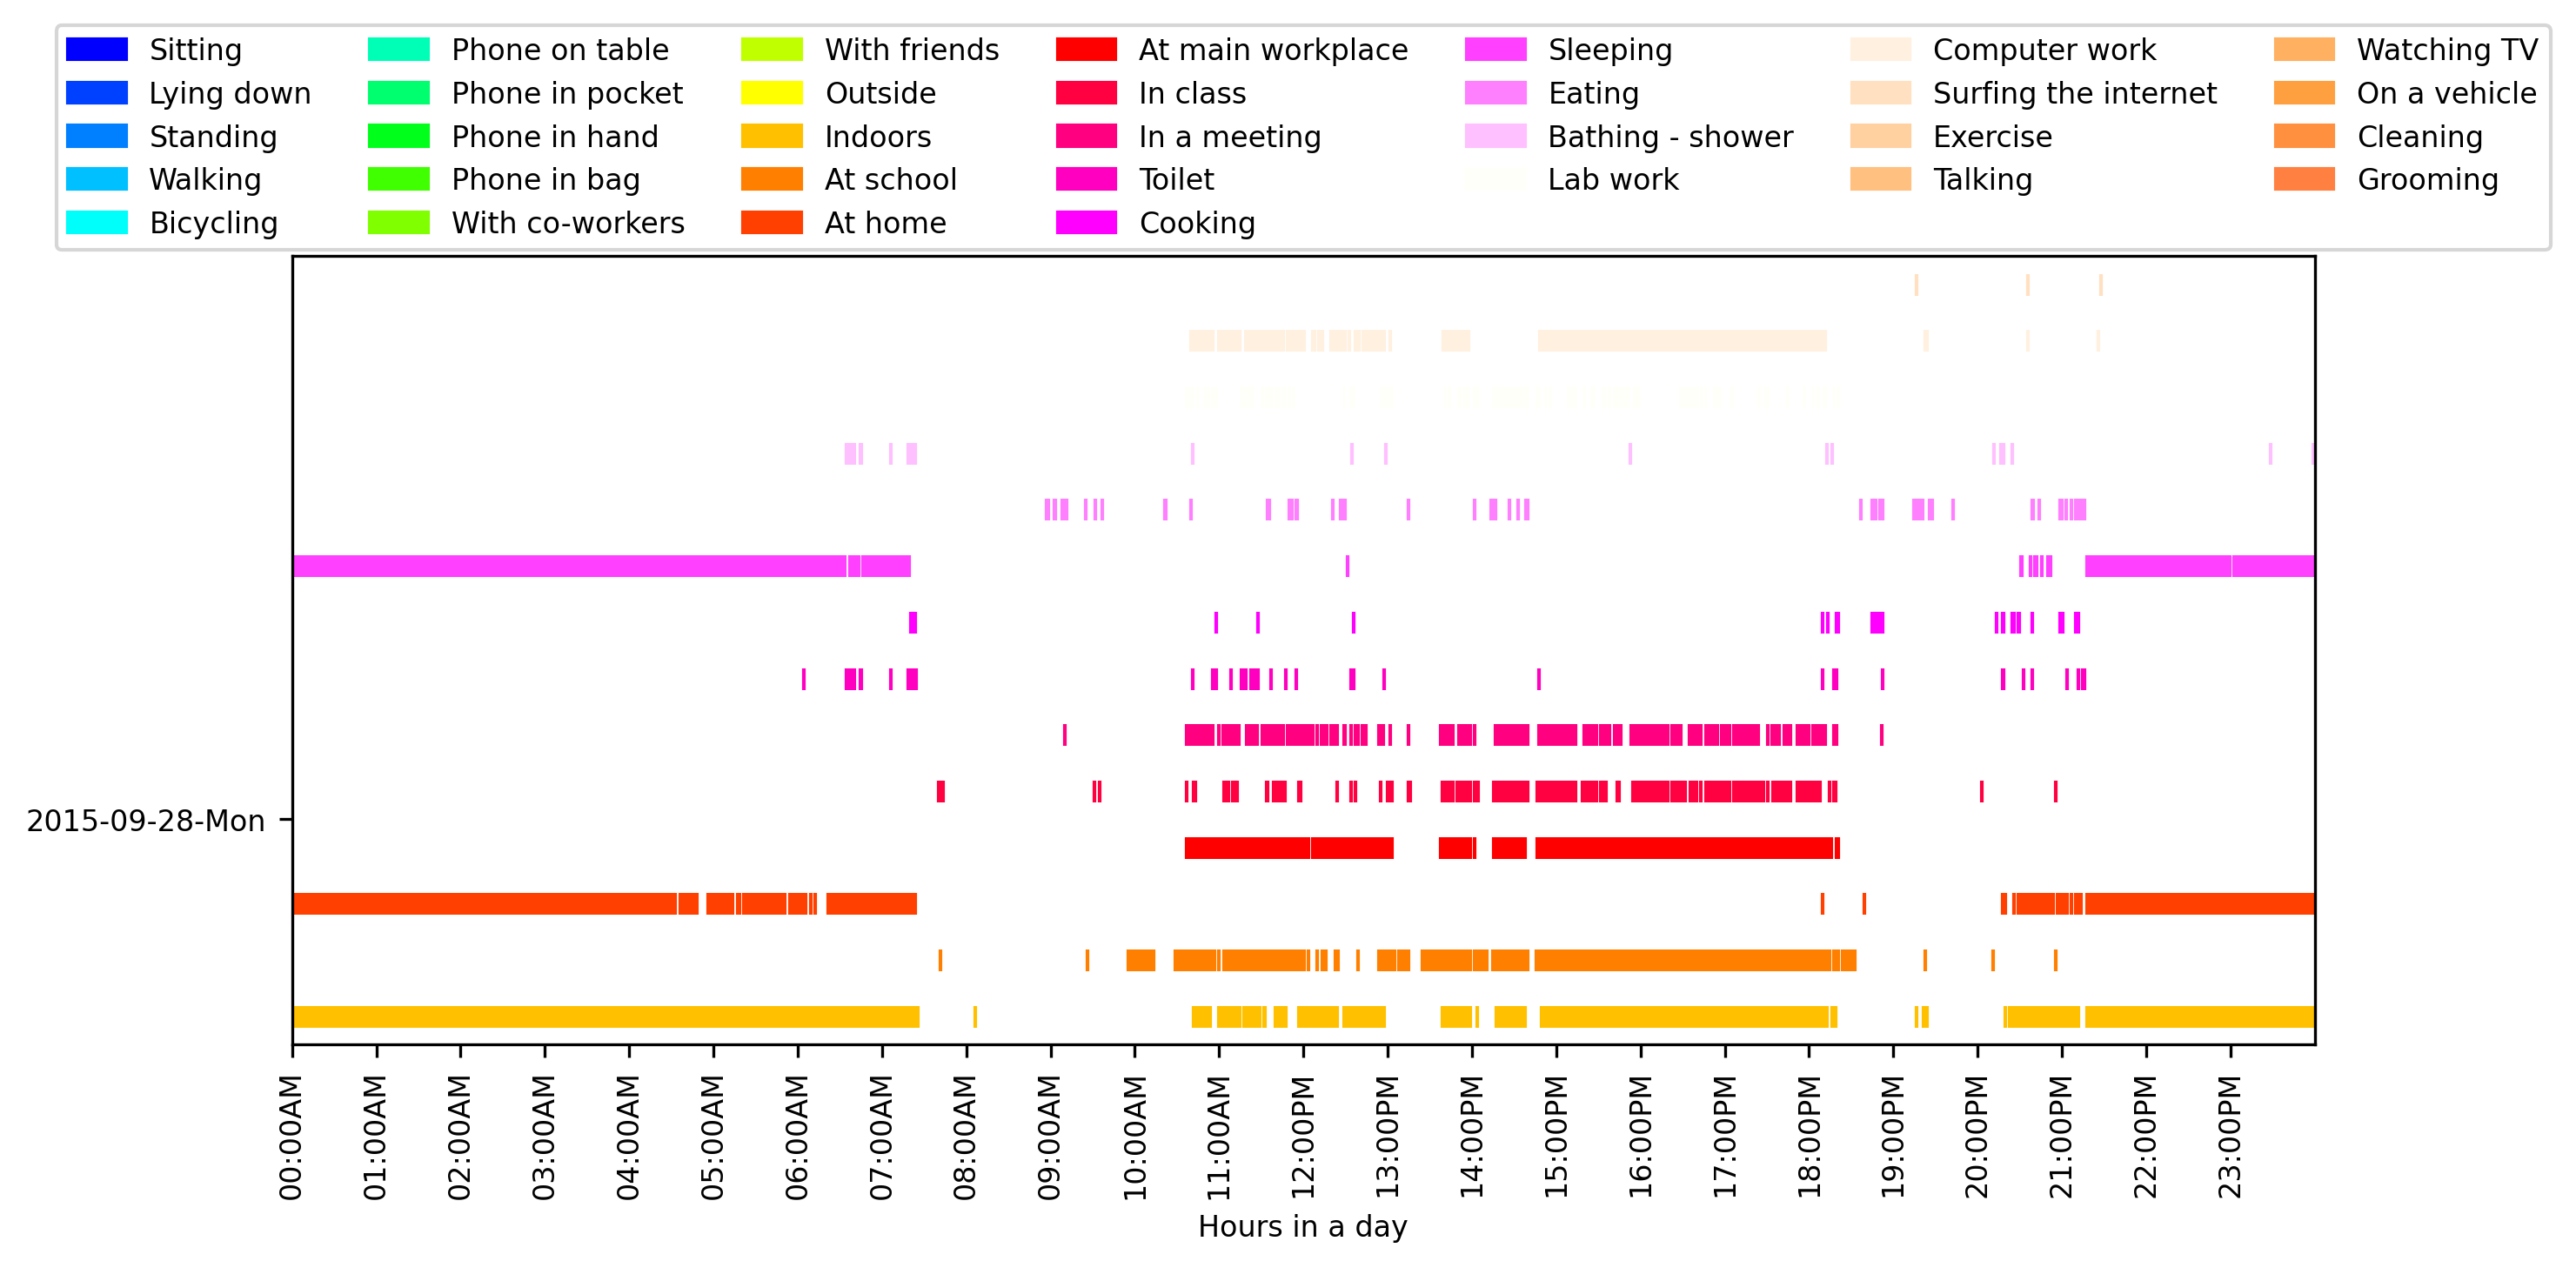 Sitting
Lying down
Standing
Walking
Bicycling
Phone on table
Phone in pocket
Phone in hand
Phone in bag
With co-workers
With friends
Outside
Indoors
At school
At home
At main workplace
In class
In a meeting
Toilet
Cooking
Sleeping
Eating
Bathing - shower
Lab work
Computer work
Surfing the internet
Exercise
Talking
Watching TV
On a vehicle
Cleaning
Grooming
2015-09-28-Mon
00:00AM
01:00AM
02:00AM
03:00AM
04:00AM
05:00AM
06:00AM
07:00AM
08:00AM
09:00AM
10:00AM
11:00AM
12:00PM
13:00PM
14:00PM
15:00PM
16:00PM
17:00PM
18:00PM
19:00PM
20:00PM
21:00PM
22:00PM
23:00PM
Hours in a day